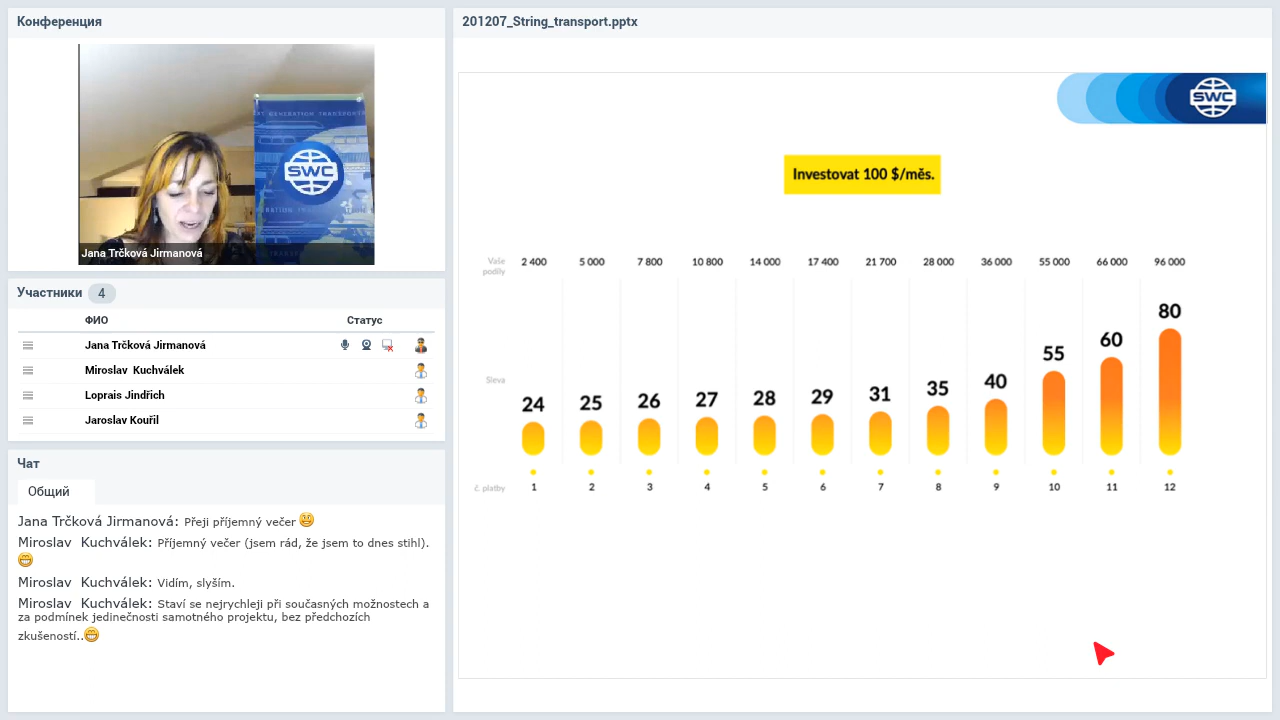 Конференция
SWC
Jana Trčková Jirmanová
Участники 4
ФИО Статус
Jana Trčková Jirmanová
Miroslav Kuchválek
Loprais Jindřich
Jaroslav Kouřil
Чат
Общий
Jana Trčková Jirmanová: Přeji příjemný večer
Miroslav Kuchválek: Příjemný večer (jsem rád, že jsem to dnes stihl).
Miroslav Kuchválek: Vidím, slyším.
Miroslav Kuchválek: Staví se nejrychleji při současných možnostech a
za podmínek jedinečnosti samotného projektu, bez předchozích
zkušeností..
201207_String_transport.pptx
SWC
Investovat 100 $/měs.
Vaše
podíly
2 400 5 000 7 800 10 800 14 000 17 400 21 700 28 000 36 000 55 000 66 000 96 000
Sleva
24 25 26 27 28 29 31 35 40 55 60 80
č. platby
1 2 3 4 5 6 7 8 9 10 11 12